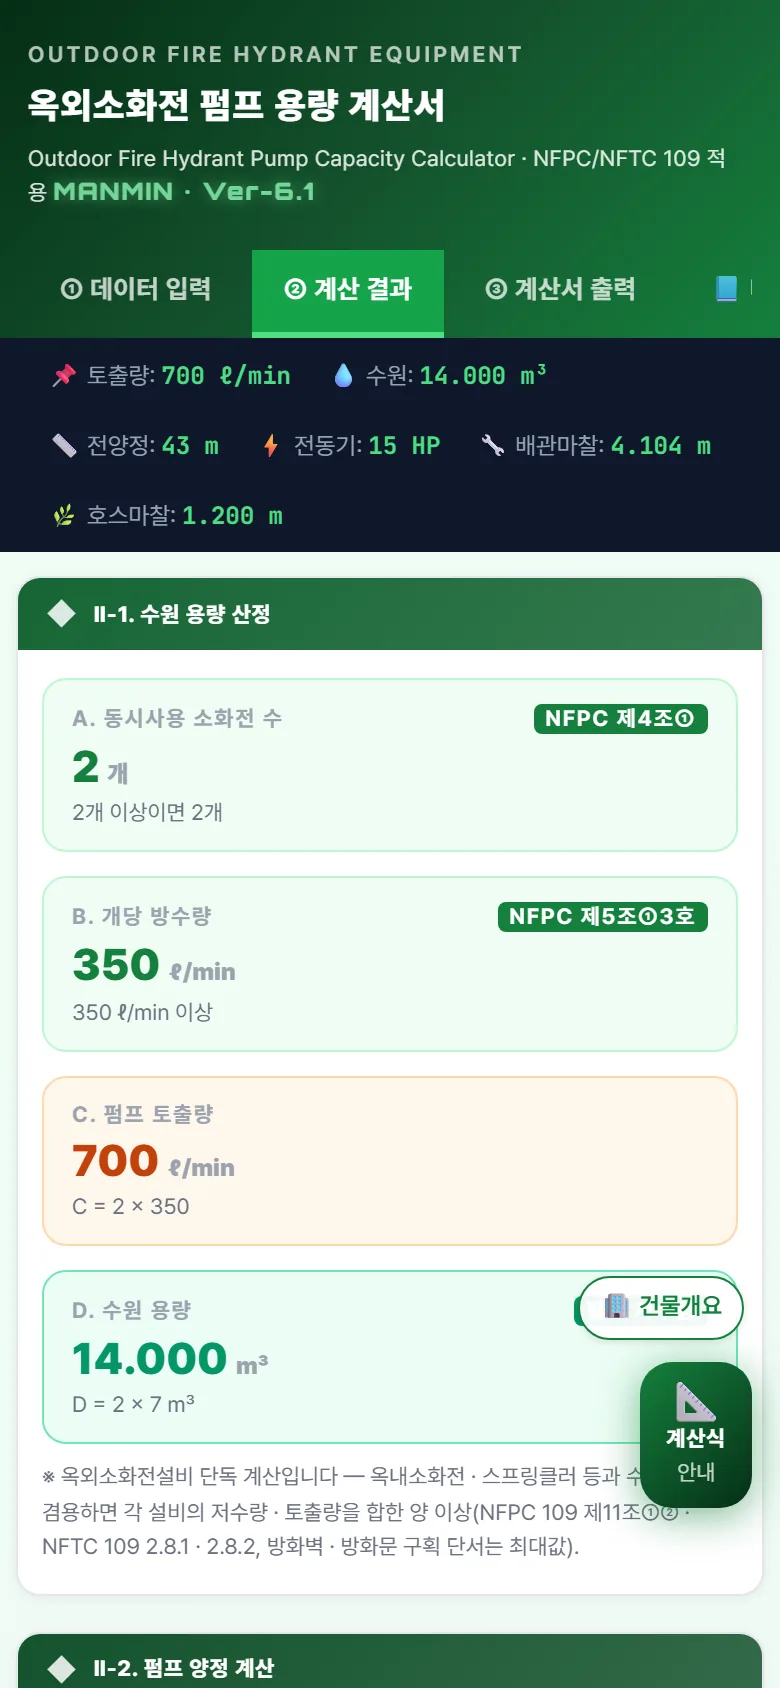 OUTDOOR FIRE HYDRANT EQUIPMENT
옥외소화전 펌프 용량 계산서
Outdoor Fire Hydrant Pump Capacity Calculator · NFPC/NFTC 109 적
용 MANMIN · Ver-6.1
① 데이터 입력 ② 계산 결과 ③ 계산서 출력
토출량: 700 ℓ/min 수원: 14.000 m³
전양정: 43 m 전동기: 15 HP 배관마찰: 4.104 m
호스마찰: 1.200 m
II-1. 수원 용량 산정
A. 동시사용 소화전 수 NFPC 제4조①
2 개
2개 이상이면 2개
B. 개당 방수량 NFPC 제5조①3호
350 ℓ/min
350 ℓ/min 이상
C. 펌프 토출량
700 ℓ/min
C = 2 × 350
D. 수원 용량 건물개요
14.000 m³
D = 2 × 7 m³
계산식
안내
※ 옥외소화전설비 단독 계산입니다 — 옥내소화전 · 스프링클러 등과
겸용하면 각 설비의 저수량 · 토출량을 합한 양 이상(NFPC 109 제11조①② ·
NFTC 109 2.8.1 · 2.8.2, 방화벽 · 방화문 구획 단서는 최대값).
II-2. 펌프 양정 계산